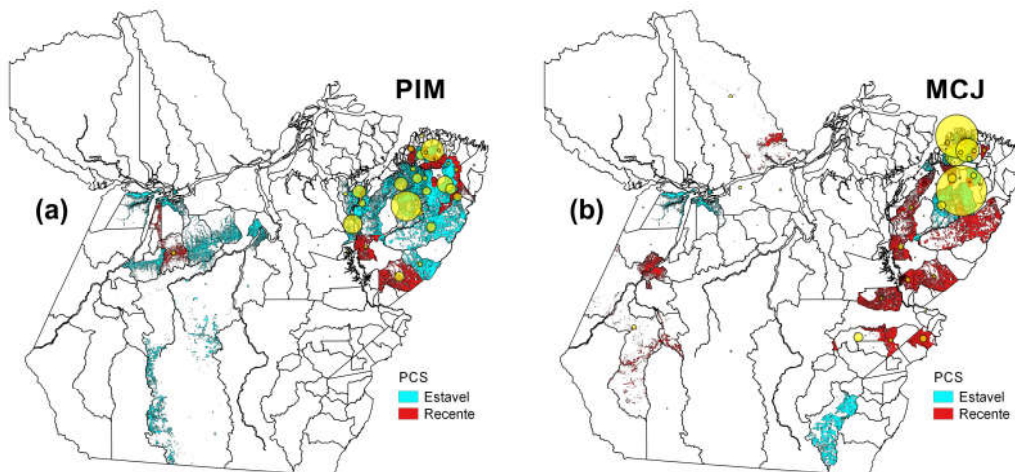 PIM
(a)
PCS
Estavel
Recente
MCJ
(b)
PCS
Estavel
Recente